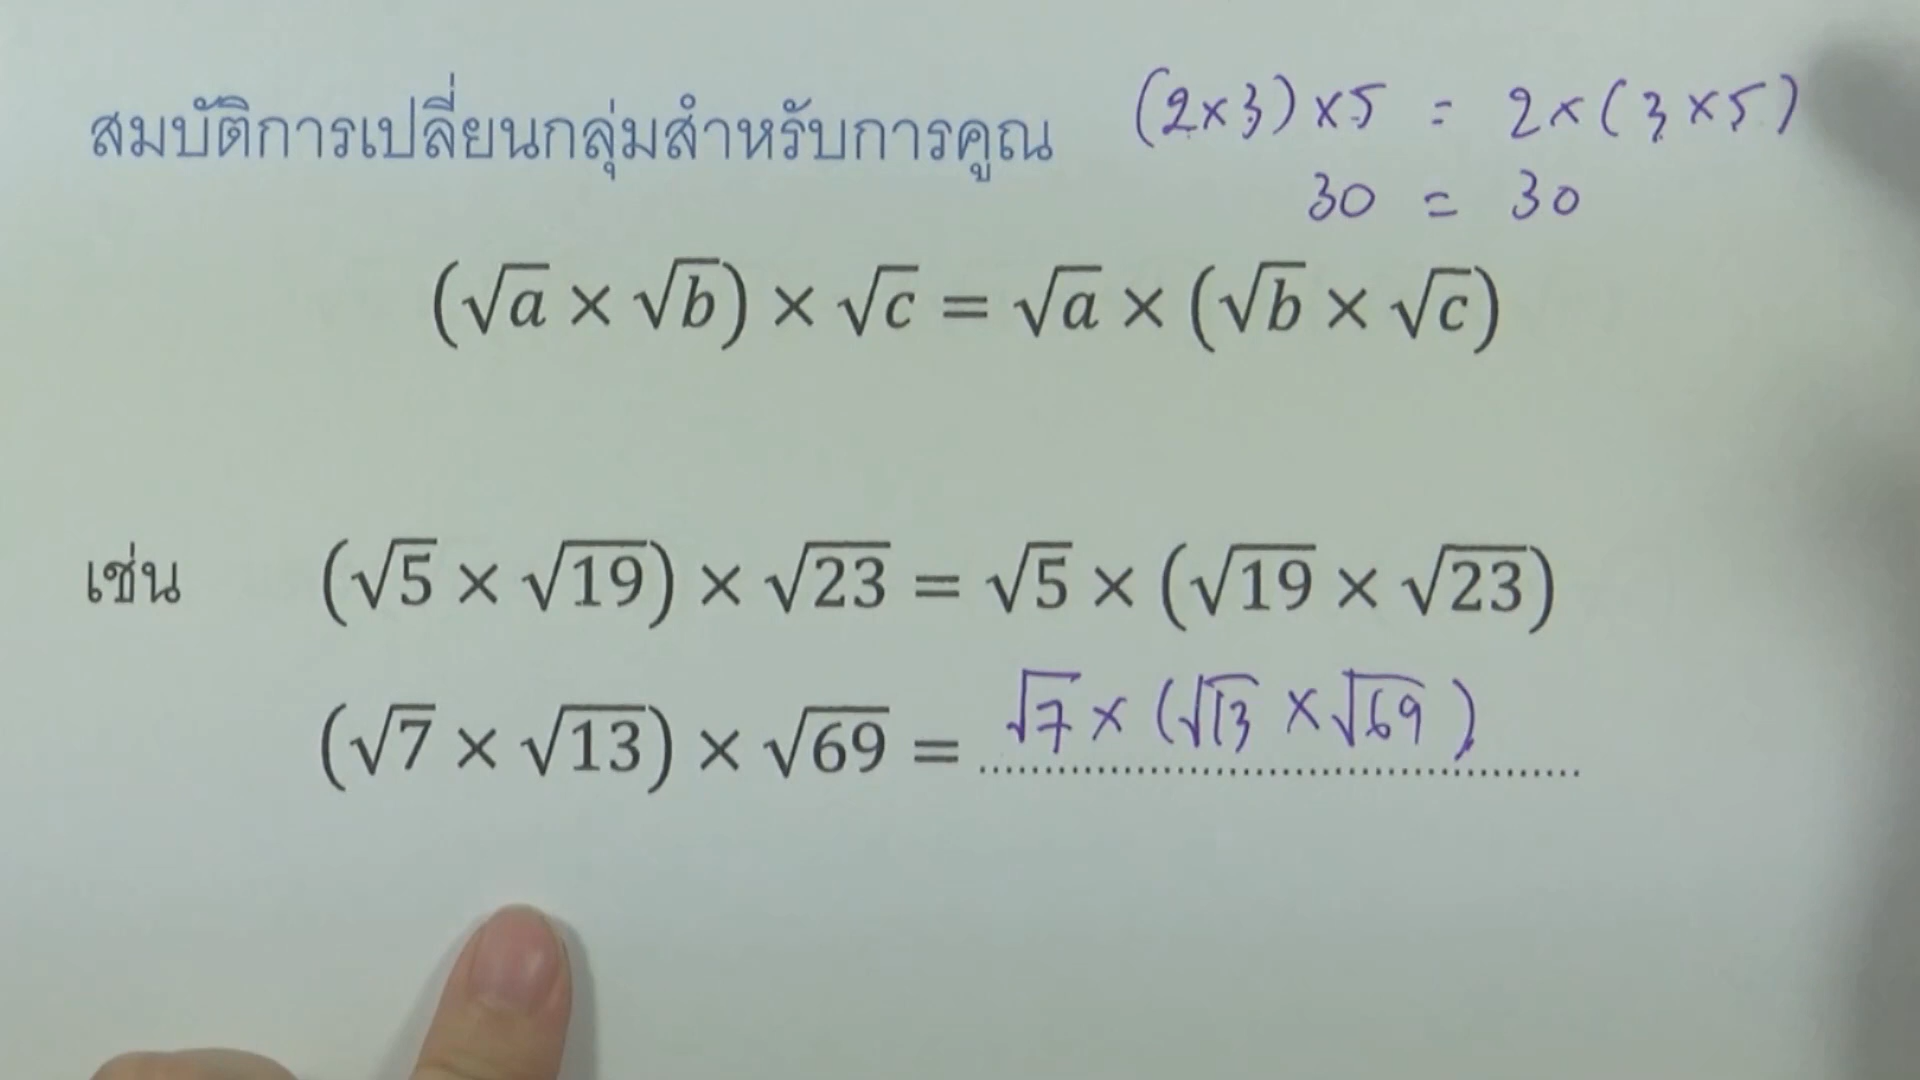 สมบัติการเปลี่ยนกลุ่มสำหรับการคูณ
(2×3)×5 = 2×(3×5)
30 = 30
(√a × √b) × √c = √a × (√b × √c)
เช่น (√5 × √19) × √23 = √5 × (√19 × √23)
(√7 × √13) × √69 = √7 × (√13 × √69)